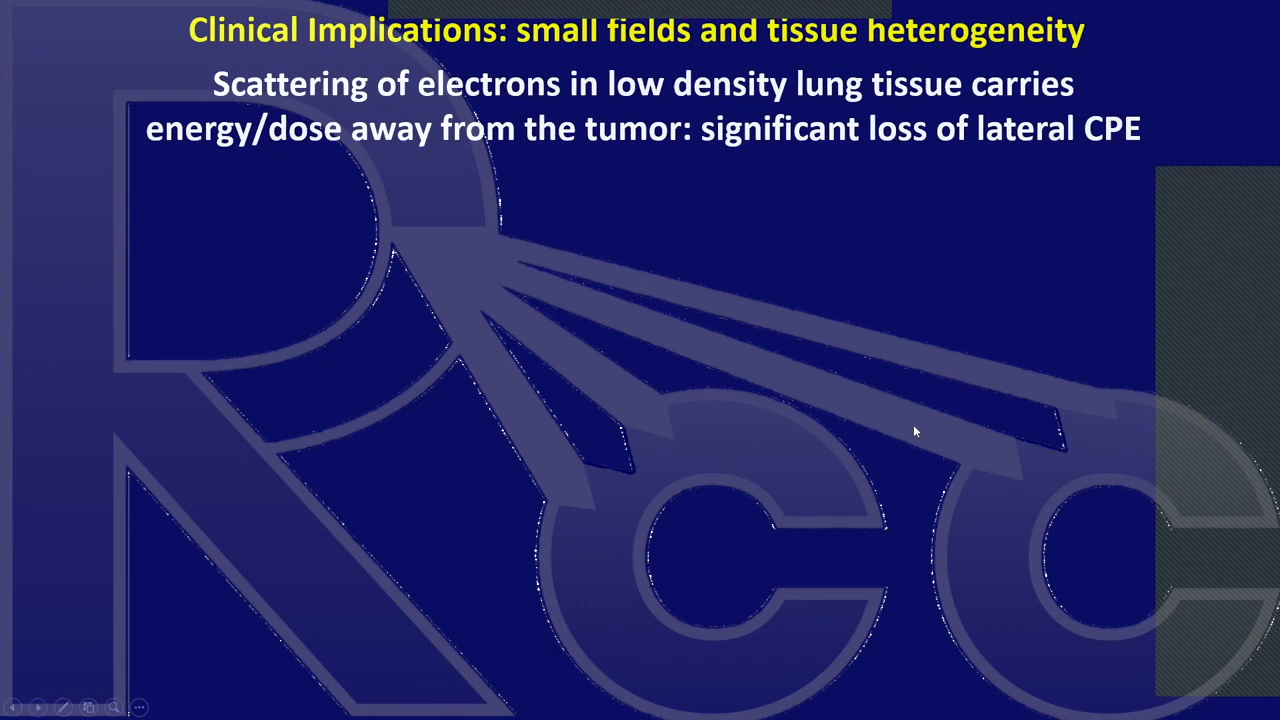 Clinical Implications: small fields and tissue heterogeneity
Scattering of electrons in low density lung tissue carries
energy/dose away from the tumor: significant loss of lateral CPE
Rcc